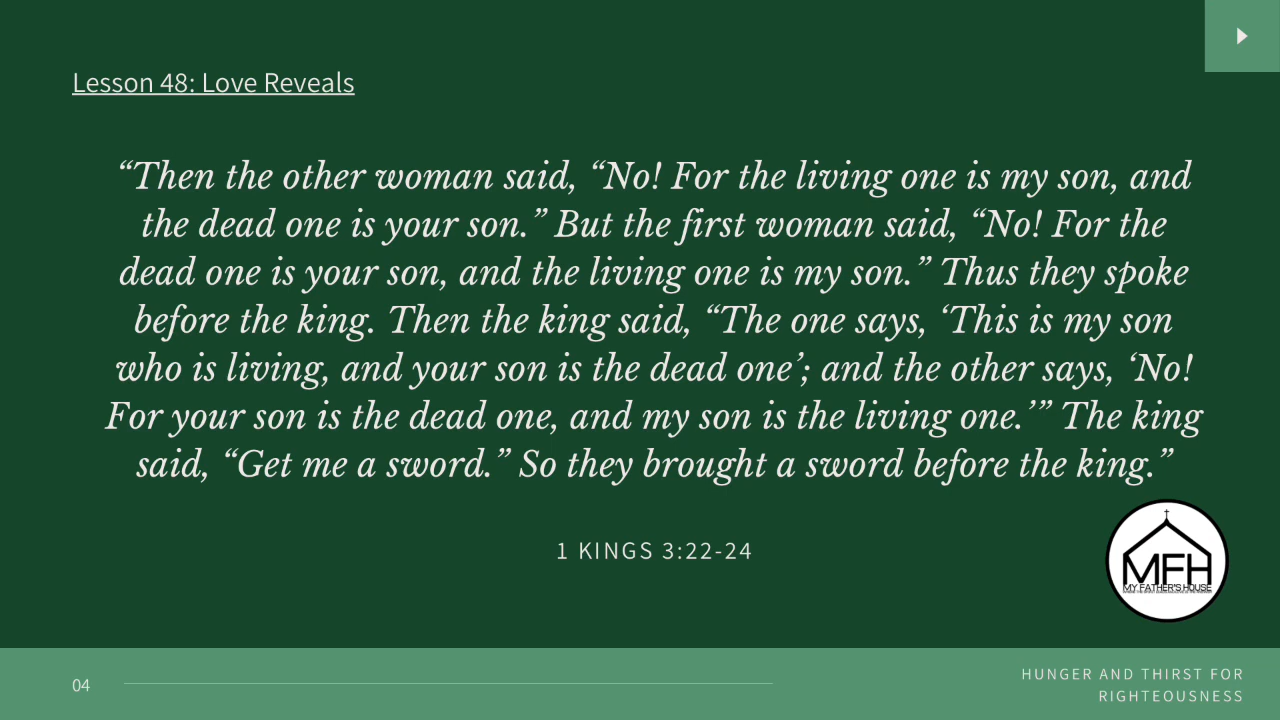 Lesson 48: Love Reveals
“Then the other woman said, “No! For the living one is my son, and
the dead one is your son.” But the first woman said, “No! For the
dead one is your son, and the living one is my son.” Thus they spoke
before the king. Then the king said, “The one says, ‘This is my son
who is living, and your son is the dead one’; and the other says, ‘No!
For your son is the dead one, and my son is the living one.’” The king
said, “Get me a sword.” So they brought a sword before the king.”
1 KINGS 3:22-24
MFH
MY FATHER'S HOUSE
04
HUNGER AND THIRST FOR
RIGHTEOUSNESS